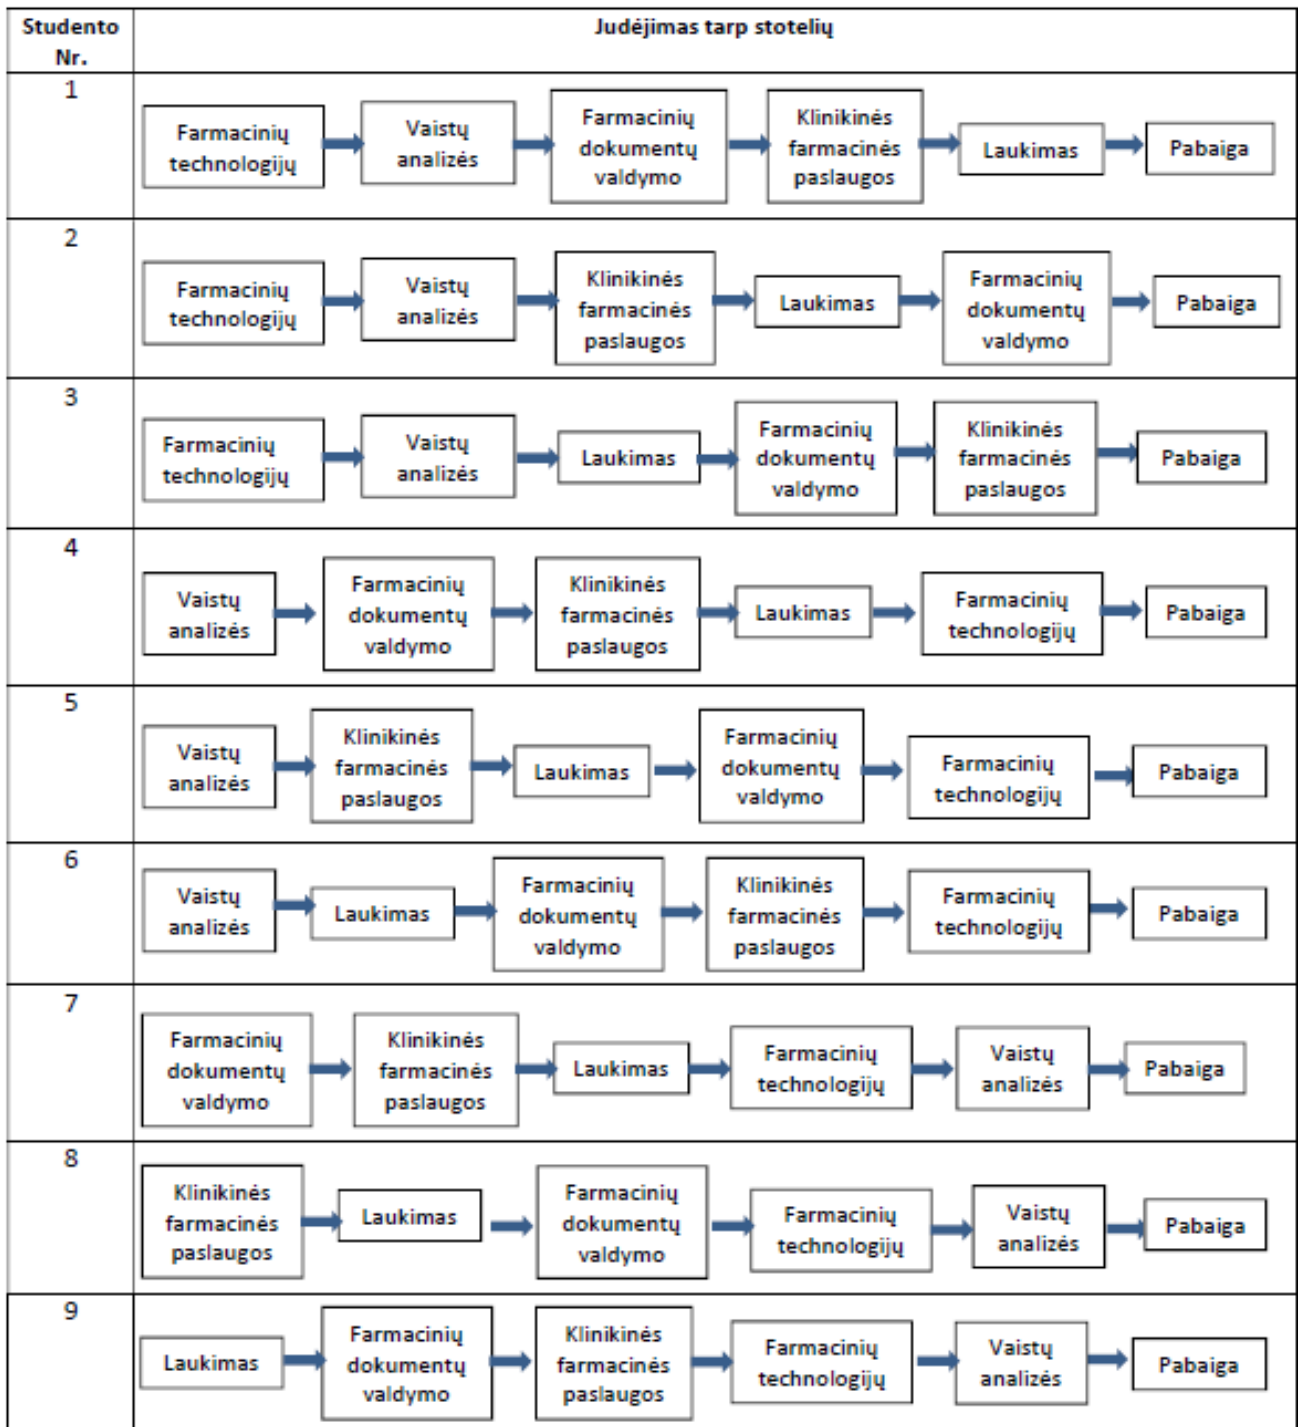 Studento Nr.
Judėjimas tarp stotelių
1
Farmacinių
technologijų
Vaistų
analizės
Farmacinių
dokumentų
valdymo
Klinikinės
farmacinės
paslaugos
Laukimas
Pabaiga
2
Farmacinių
technologijų
Vaistų
analizės
Klinikinės
farmacinės
paslaugos
Laukimas
Farmacinių
dokumentų
valdymo
Pabaiga
3
Farmacinių
technologijų
Vaistų
analizės
Laukimas
Farmacinių
dokumentų
valdymo
Klinikinės
farmacinės
paslaugos
Pabaiga
4
Vaistų
analizės
Farmacinių
dokumentų
valdymo
Klinikinės
farmacinės
paslaugos
Laukimas
Farmacinių
technologijų
Pabaiga
5
Vaistų
analizės
Klinikinės
farmacinės
paslaugos
Laukimas
Farmacinių
dokumentų
valdymo
Farmacinių
technologijų
Pabaiga
6
Vaistų
analizės
Laukimas
Farmacinių
dokumentų
valdymo
Klinikinės
farmacinės
paslaugos
Farmacinių
technologijų
Pabaiga
7
Farmacinių
dokumentų
valdymo
Klinikinės
farmacinės
paslaugos
Laukimas
Farmacinių
technologijų
Vaistų
analizės
Pabaiga
8
Klinikinės
farmacinės
paslaugos
Laukimas
Farmacinių
dokumentų
valdymo
Farmacinių
technologijų
Vaistų
analizės
Pabaiga
9
Laukimas
Farmacinių
dokumentų
valdymo
Klinikinės
farmacinės
paslaugos
Farmacinių
technologijų
Vaistų
analizės
Pabaiga